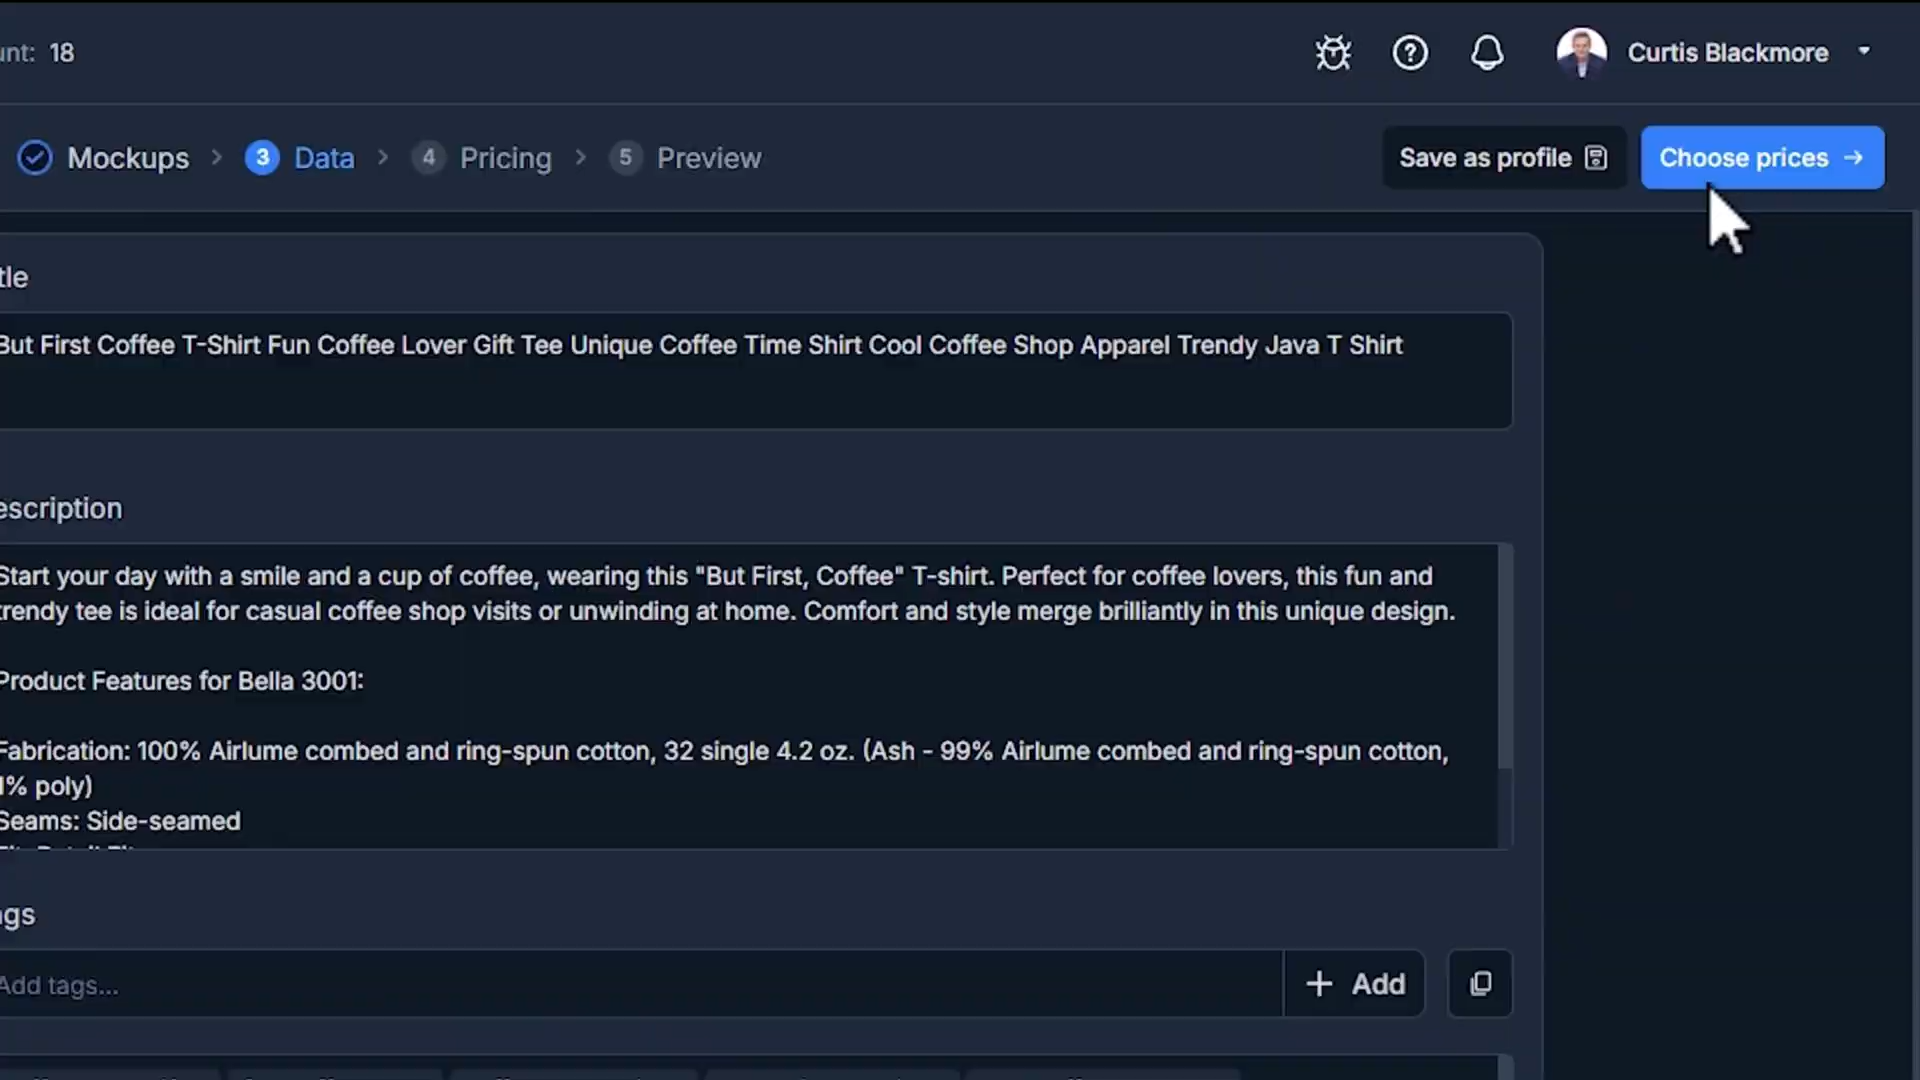 unt: 18
Curtis Blackmore
Mockups > 3 Data > 4 Pricing > 5 Preview
Save as profile
Choose prices →
tle
But First Coffee T-Shirt Fun Coffee Lover Gift Tee Unique Coffee Time Shirt Cool Coffee Shop Apparel Trendy Java T Shirt
escription
Start your day with a smile and a cup of coffee, wearing this "But First, Coffee" T-shirt. Perfect for coffee lovers, this fun and
trendy tee is ideal for casual coffee shop visits or unwinding at home. Comfort and style merge brilliantly in this unique design.
Product Features for Bella 3001:
Fabrication: 100% Airlume combed and ring-spun cotton, 32 single 4.2 oz. (Ash - 99% Airlume combed and ring-spun cotton,
1% poly)
Seams: Side-seamed
gs
Add tags...
+ Add